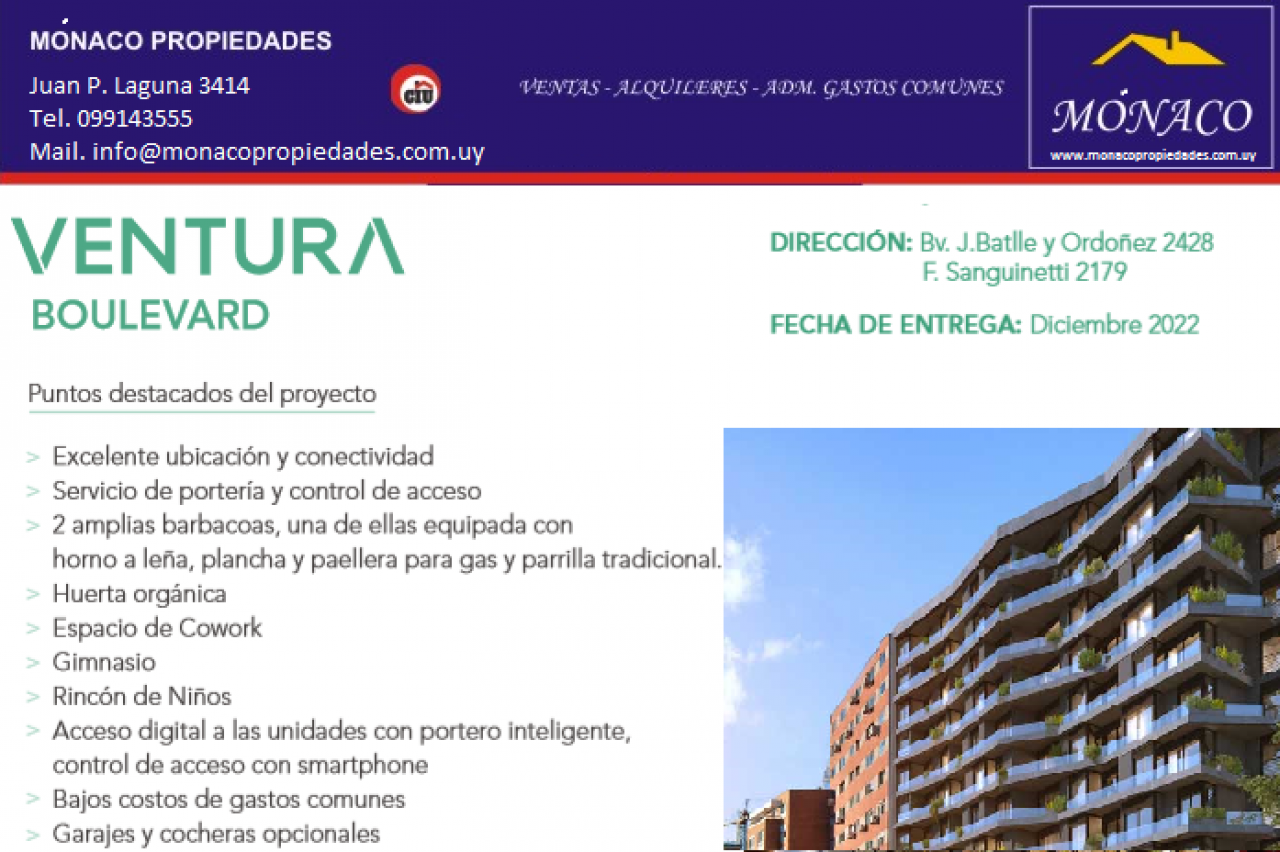 MÓNACO PROPIEDADES
Juan P. Laguna 3414
Tel. 099143555
Mail. info@monacopropiedades.com.uy
CIU
VENTAS - ALQUILERES - ADM. GASTOS COMUNES
MÓNACO
www.monacopropiedades.com.uy
VENTURA
BOULEVARD
DIRECCIÓN: Bv. J.Batlle y Ordoñez 2428
F. Sanguinetti 2179
FECHA DE ENTREGA: Diciembre 2022
Puntos destacados del proyecto
> Excelente ubicación y conectividad
> Servicio de portería y control de acceso
> 2 amplias barbacoas, una de ellas equipada con
horno a leña, plancha y paellera para gas y parrilla tradicional.
> Huerta orgánica
> Espacio de Cowork
> Gimnasio
> Rincón de Niños
> Acceso digital a las unidades con portero inteligente,
control de acceso con smartphone
> Bajos costos de gastos comunes
> Garajes y cocheras opcionales